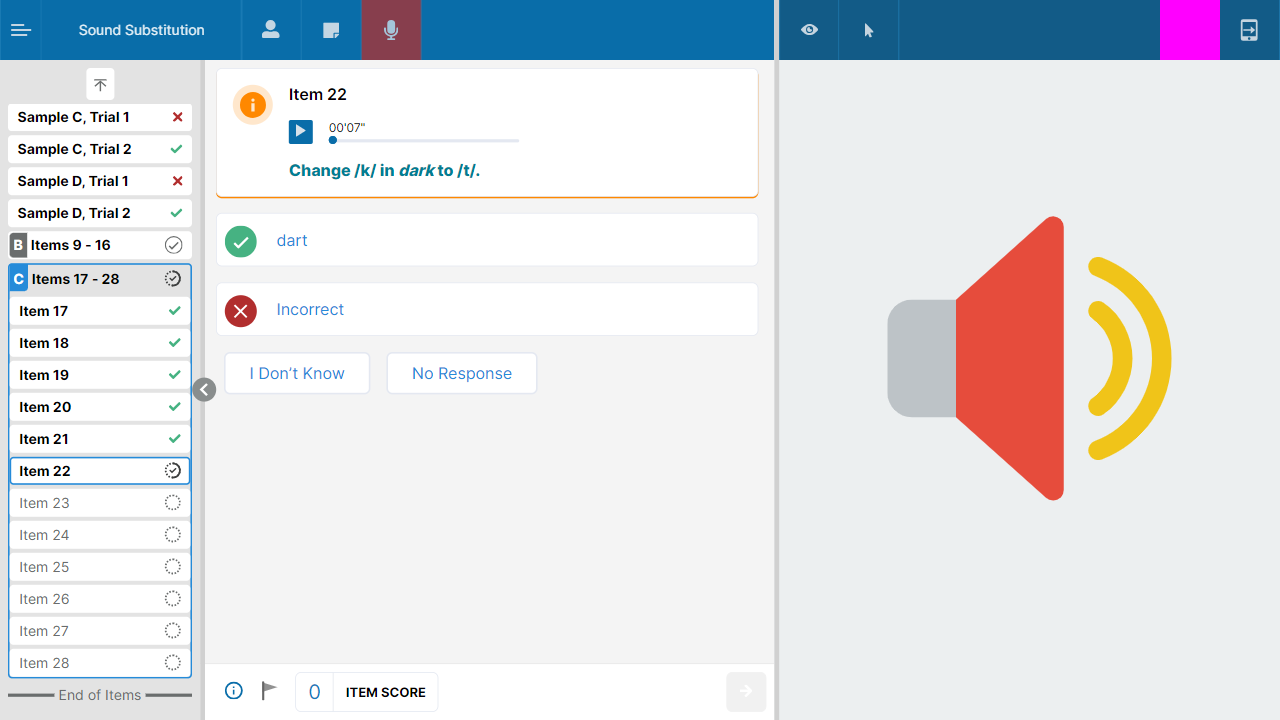 Sound Substitution
Sample C, Trial 1
Sample C, Trial 2
Sample D, Trial 1
Sample D, Trial 2
B Items 9 - 16
C Items 17 - 28
Item 17
Item 18
Item 19
Item 20
Item 21
Item 22
Item 23
Item 24
Item 25
Item 26
Item 27
Item 28
End of Items
Item 22
00'07"
Change /k/ in dark to /t/.
dart
Incorrect
I Don't Know
No Response
0 ITEM SCORE